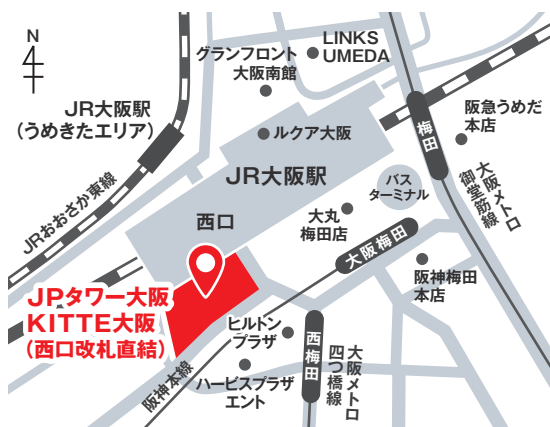 N
LINKS
UMEDA
グランフロント
大阪南館
JR大阪駅
(うめきたエリア)
ルクア大阪
梅田
阪急うめだ
本店
JRおおさか東線
JR大阪駅
バス
ターミナル
大阪メトロ
御堂筋線
西口
大丸
梅田店
大阪梅田
阪神梅田
本店
JPタワー大阪
KITTE大阪
(西口改札直結)
ヒルトン
プラザ
西梅田
大阪メトロ
四つ橋線
阪神本線
ハービスプラザ
エント